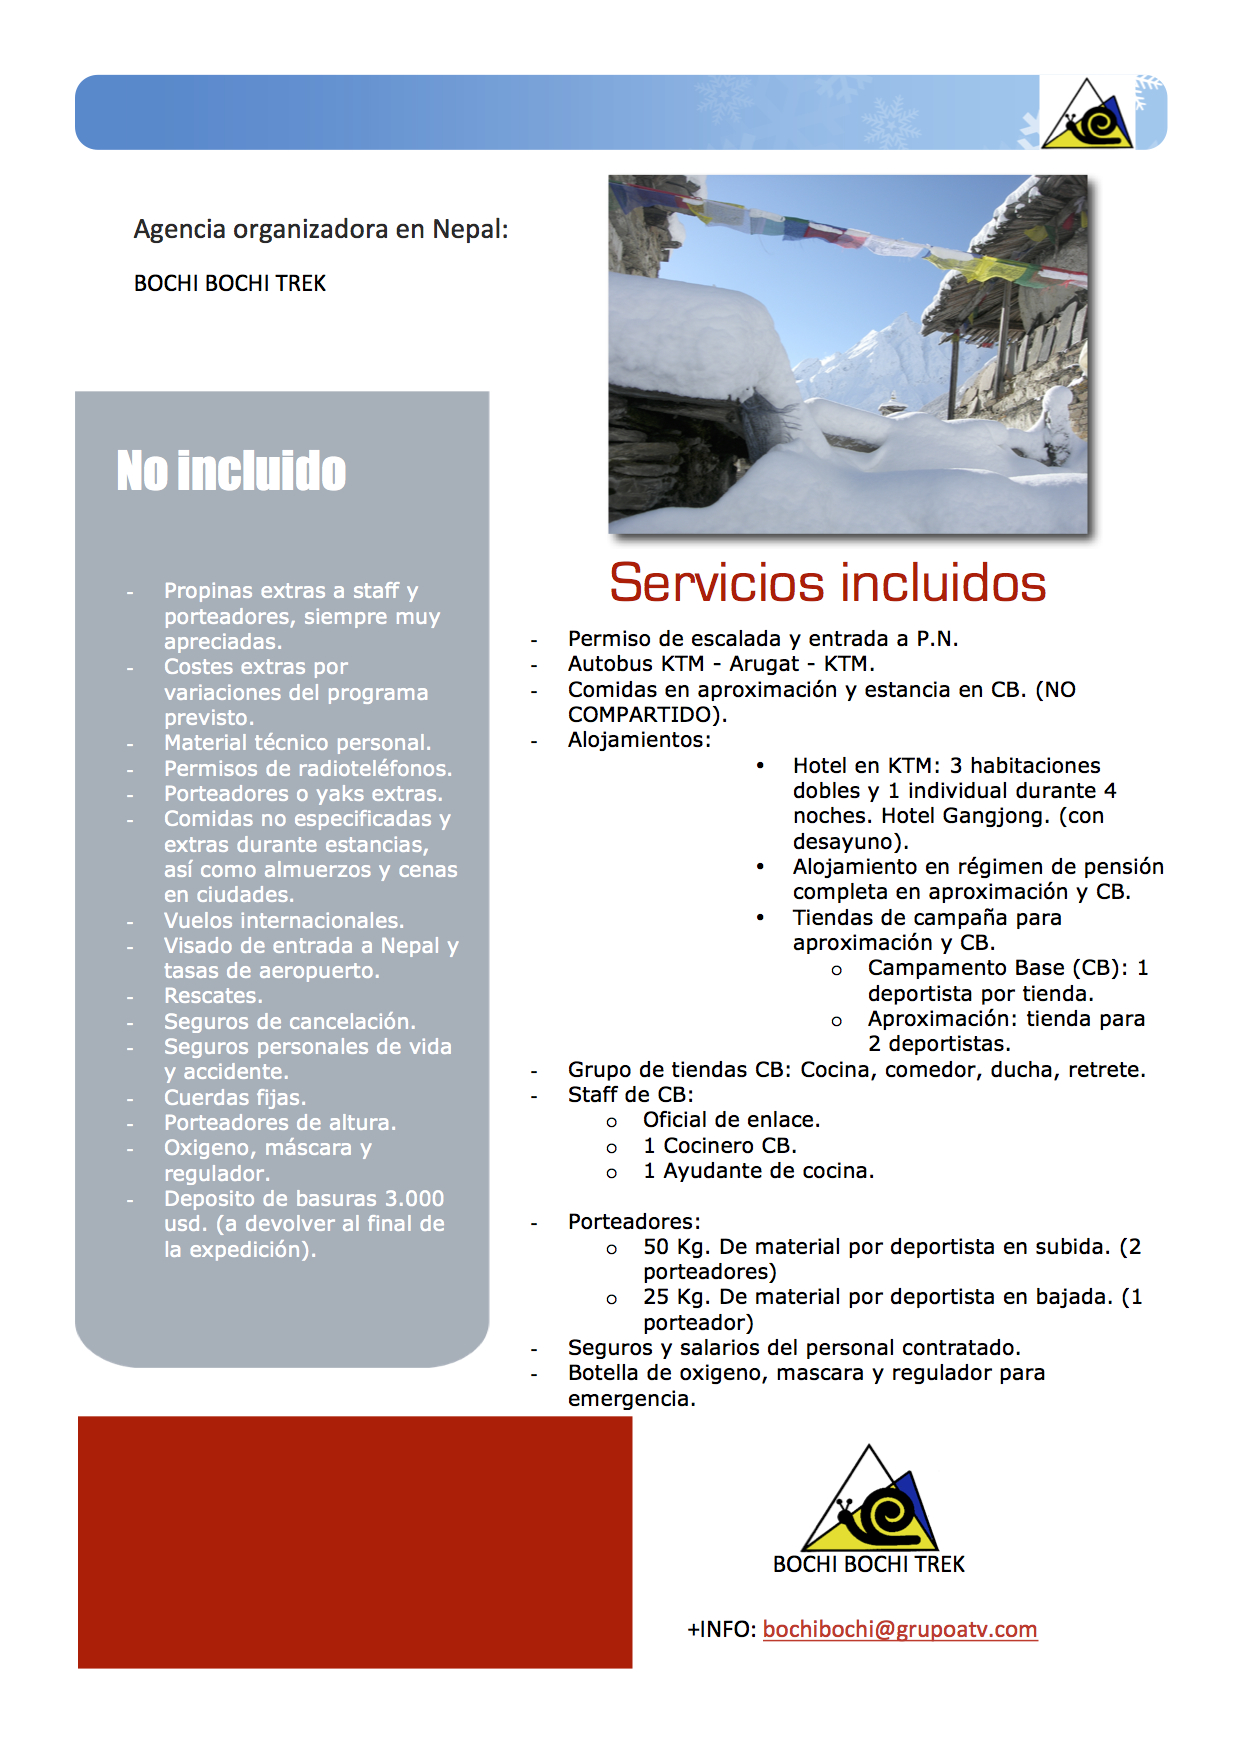 Agencia organizadora en Nepal:
BOCHI BOCHI TREK
No incluido
- Propinas extras a staff y
porteadores, siempre muy
apreciadas.
- Costes extras por
variaciones del programa
previsto.
- Material técnico personal.
- Permisos de radioteléfonos.
- Porteadores o yaks extras.
- Comidas no especificadas y
extras durante estancias,
así como almuerzos y cenas
en ciudades.
- Vuelos internacionales.
- Visado de entrada a Nepal y
tasas de aeropuerto.
- Rescates.
- Seguros de cancelación.
- Seguros personales de vida
y accidente.
- Cuerdas fijas.
- Porteadores de altura.
- Oxigeno, máscara y
regulador.
- Deposito de basuras 3.000
usd. (a devolver al final de
la expedición).
Servicios incluidos
- Permiso de escalada y entrada a P.N.
- Autobus KTM - Arugat - KTM.
- Comidas en aproximación y estancia en CB. (NO
COMPARTIDO).
- Alojamientos:
• Hotel en KTM: 3 habitaciones
dobles y 1 individual durante 4
noches. Hotel Gangjong. (con
desayuno).
• Alojamiento en régimen de pensión
completa en aproximación y CB.
• Tiendas de campaña para
aproximación y CB.
o Campamento Base (CB): 1
deportista por tienda.
o Aproximación: tienda para
2 deportistas.
- Grupo de tiendas CB: Cocina, comedor, ducha, retrete.
- Staff de CB:
o Oficial de enlace.
o 1 Cocinero CB.
o 1 Ayudante de cocina.
- Porteadores:
o 50 Kg. De material por deportista en subida. (2
porteadores)
o 25 Kg. De material por deportista en bajada. (1
porteador)
- Seguros y salarios del personal contratado.
- Botella de oxigeno, mascara y regulador para
emergencia.
BOCHI BOCHI TREK
+INFO: bochibochi@grupoatv.com